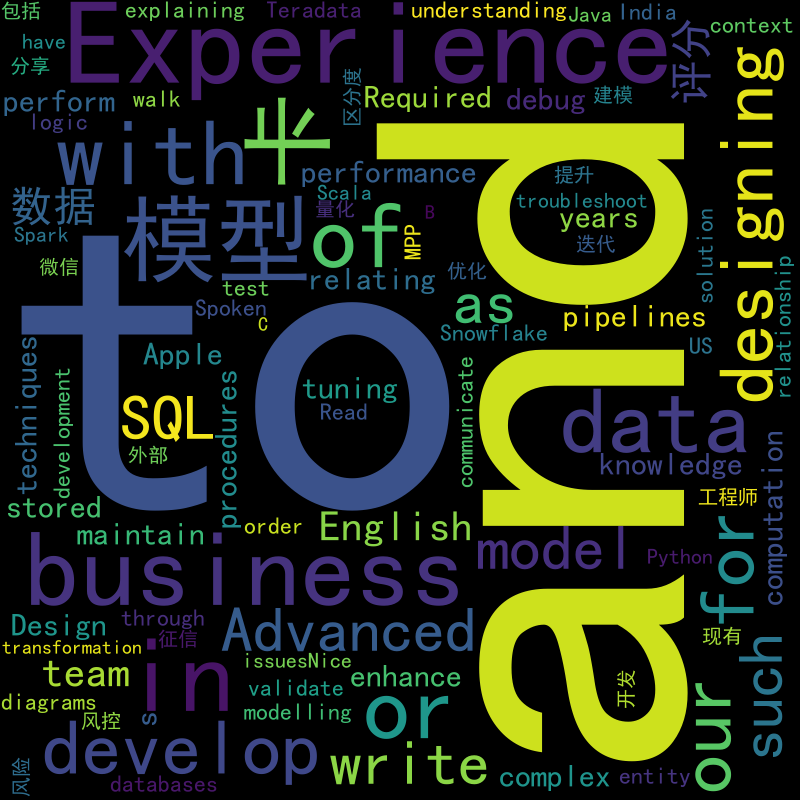 包括
explaining
Teradata
understanding
Java
India
context
have
Experience
评分
分享
区分度
perform
walk
Required
debug
建模
designing
logic
with
半
performance
提升
数据
模型
Scala
量化
B
troubleshoot
Spark
of
MPP
years
and
迭代
solution
微信
relating
优化
relationship
test
to
Spoken
C
as
pipelines
Snowflake
US
Apple
techniques
tuning
Read
SQL
communicate
data
development
procedures
外部
knowledge
stored
工程师
computation
maintain
order
English
business
model
Python
for
Design
through
征信
Advanced
现有
transformation
in
issuesNice
such
team
validate
enhance
开发
diagrams
风控
s
modelling
or
our
develop
write
风险
databases
complex
entity